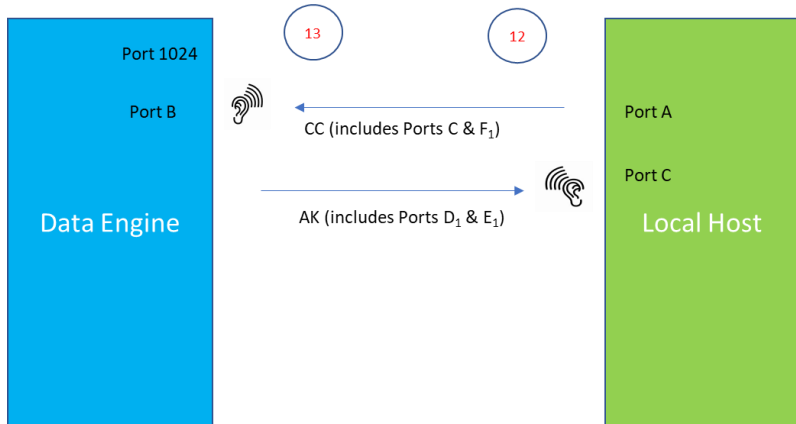 13
12
Port 1024
Port B
Port A
CC (includes Ports C & F₁)
Port C
AK (includes Ports D₁ & E₁)
Data Engine
Local Host